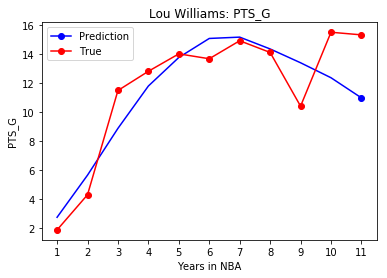 Lou Williams: PTS_G
Prediction
True
PTS_G
16
14
12
10
8
6
4
2
1 2 3 4 5 6 7 8 9 10 11
Years in NBA